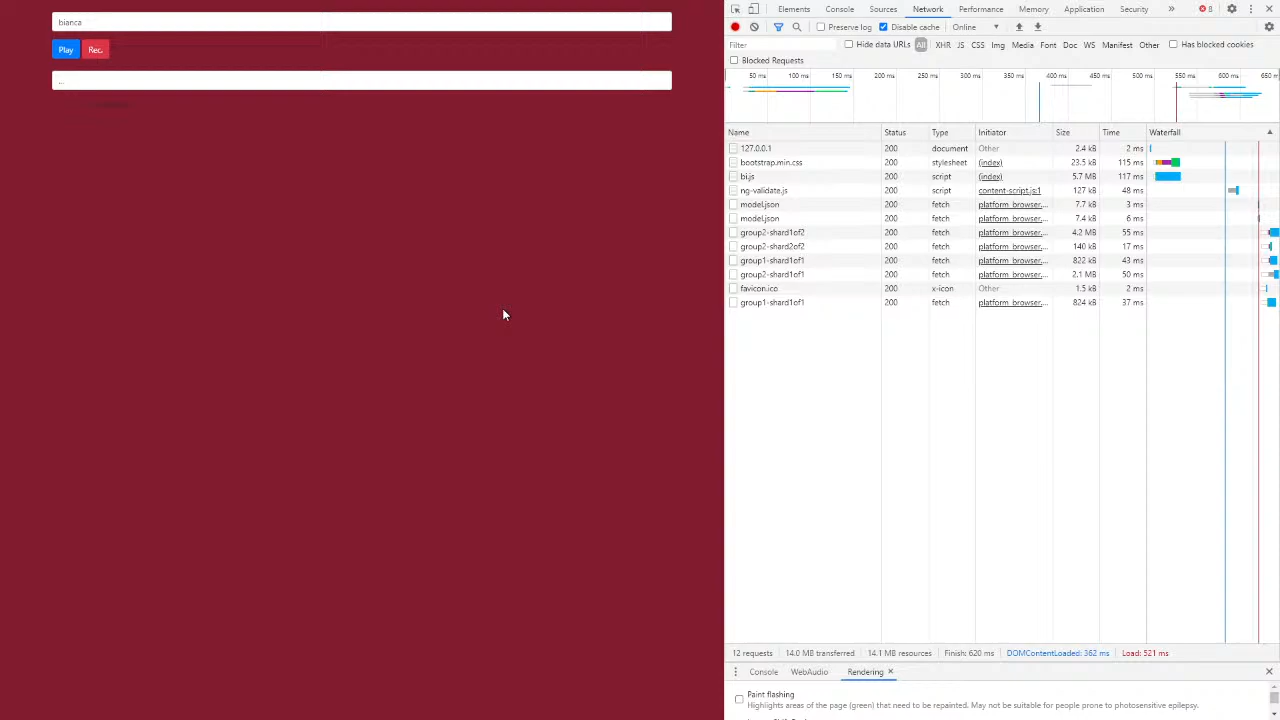 bianca
Play Rec.
...
Elements Console Sources Network Performance Memory Application Security » 8
Preserve log Disable cache Online
Filter Hide data URLs All XHR JS CSS Img Media Font Doc WS Manifest Other Has blocked cookies
Blocked Requests
50 ms 100 ms 150 ms 200 ms 250 ms 300 ms 350 ms 400 ms 450 ms 500 ms 550 ms 600 ms 650 m
Name Status Type Initiator Size Time Waterfall
127.0.0.1 200 document Other 2.4 kB 2 ms
bootstrap.min.css 200 stylesheet (index) 23.5 kB 115 ms
bi.js 200 script (index) 5.7 MB 117 ms
ng-validate.js 200 script content-script.js:1 127 kB 48 ms
model.json 200 fetch platform_browser.... 7.7 kB 3 ms
model.json 200 fetch platform_browser.... 7.4 kB 6 ms
group2-shard1of2 200 fetch platform_browser.... 4.2 MB 55 ms
group2-shard2of2 200 fetch platform_browser.... 140 kB 17 ms
group1-shard1of1 200 fetch platform_browser.... 822 kB 43 ms
group2-shard1of1 200 fetch platform_browser.... 2.1 MB 50 ms
favicon.ico 200 x-icon Other 1.5 kB 2 ms
group1-shard1of1 200 fetch platform_browser.... 824 kB 37 ms
12 requests 14.0 MB transferred 14.1 MB resources Finish: 620 ms DOMContentLoaded: 362 ms Load: 521 ms
Console WebAudio Rendering
Paint flashing
Highlights areas of the page (green) that need to be repainted. May not be suitable for people prone to photosensitive epilepsy.